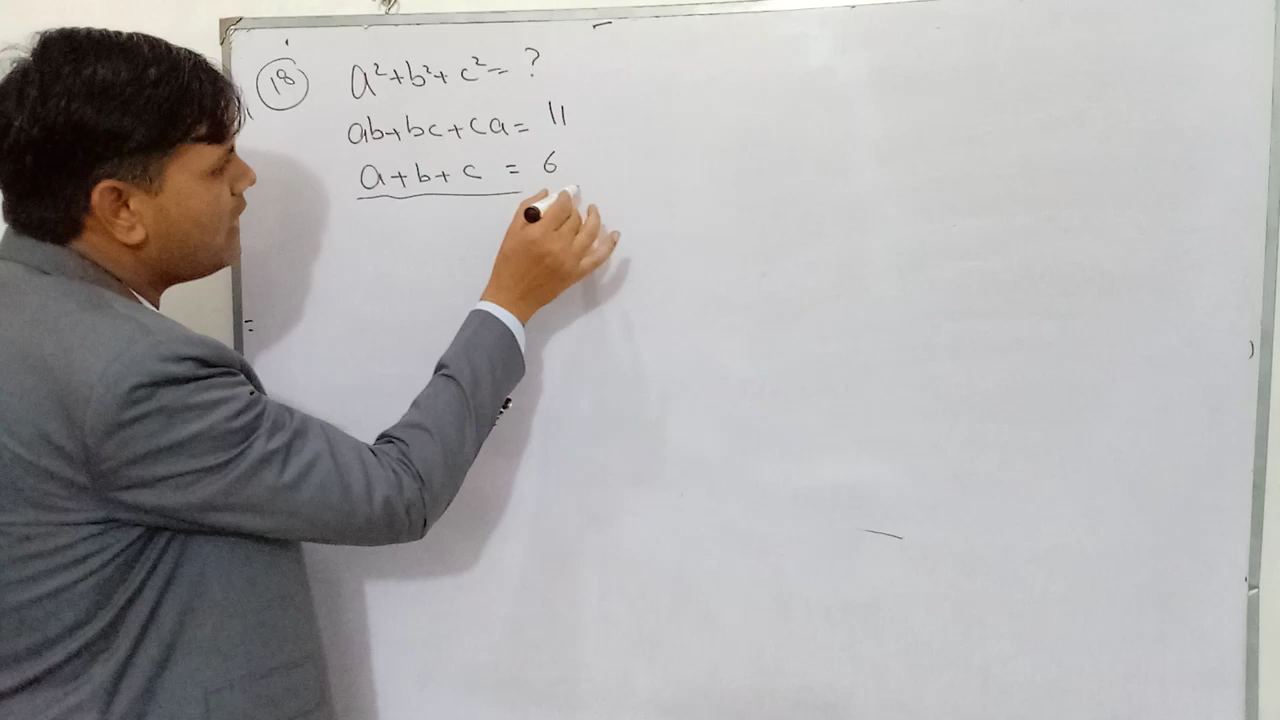 18 a²+b²+c²= ?
ab+bc+ca= 11
a+b+c = 6